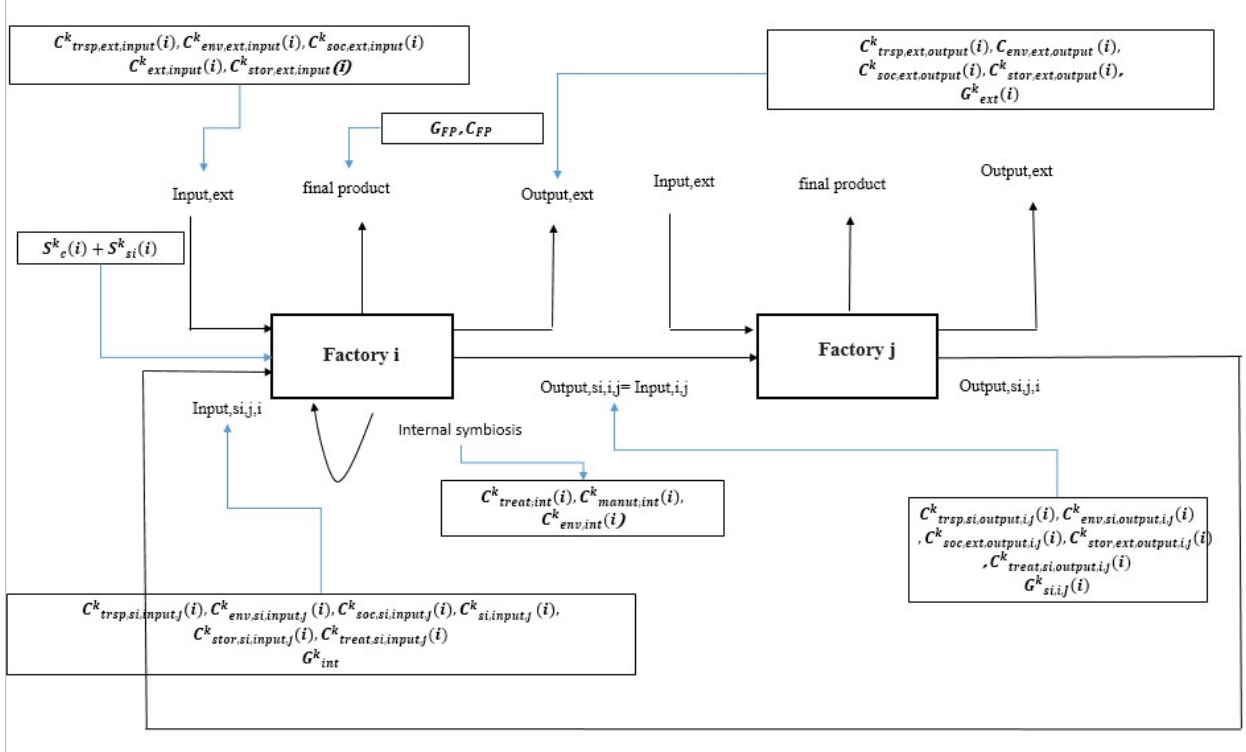 C^k_{trsp,ext,input}(i), C^k_{env,ext,input}(i), C^k_{soc,ext,input}(i)
C^k_{ext,input}(i), C^k_{stor,ext,input}(i)
C^k_{trsp,ext,output}(i), C_{env,ext,output}(i),
C^k_{soc,ext,output}(i), C^k_{stor,ext,output}(i),
G^k_{ext}(i)
G_{FP}, C_{FP}
Input,ext
final product
Output,ext
Input,ext
final product
Output,ext
S^k_c(i) + S^k_{si}(i)
Factory i
Factory j
Input,si,j,i
Output,si,i,j= Input,i,j
Output,si,j,i
Internal symbiosis
C^k_{treat,int}(i), C^k_{manut,int}(i),
C^k_{env,int}(i)
C^k_{trsp,si,output,i,j}(i), C^k_{env,si,output,i,j}(i)
, C^k_{soc,ext,output,i,j}(i), C^k_{stor,ext,output,i,j}(i)
, C^k_{treat,si,output,i,j}(i)
G^k_{si,i,j}(i)
C^k_{trsp,si,input,j}(i), C^k_{env,si,input,j}(i), C^k_{soc,si,input,j}(i), C^k_{si,input,j}(i),
C^k_{stor,si,input,j}(i), C^k_{treat,si,input,j}(i)
G^k_{int}